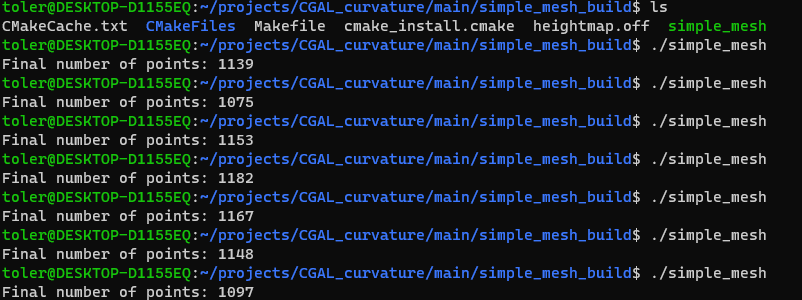 toler@DESKTOP-D1155EQ:~/projects/CGAL_curvature/main/simple_mesh_build$ ls
CMakeCache.txt  CMakeFiles  Makefile  cmake_install.cmake  heightmap.off  simple_mesh
toler@DESKTOP-D1155EQ:~/projects/CGAL_curvature/main/simple_mesh_build$ ./simple_mesh
Final number of points: 1139
toler@DESKTOP-D1155EQ:~/projects/CGAL_curvature/main/simple_mesh_build$ ./simple_mesh
Final number of points: 1075
toler@DESKTOP-D1155EQ:~/projects/CGAL_curvature/main/simple_mesh_build$ ./simple_mesh
Final number of points: 1153
toler@DESKTOP-D1155EQ:~/projects/CGAL_curvature/main/simple_mesh_build$ ./simple_mesh
Final number of points: 1182
toler@DESKTOP-D1155EQ:~/projects/CGAL_curvature/main/simple_mesh_build$ ./simple_mesh
Final number of points: 1167
toler@DESKTOP-D1155EQ:~/projects/CGAL_curvature/main/simple_mesh_build$ ./simple_mesh
Final number of points: 1148
toler@DESKTOP-D1155EQ:~/projects/CGAL_curvature/main/simple_mesh_build$ ./simple_mesh
Final number of points: 1097